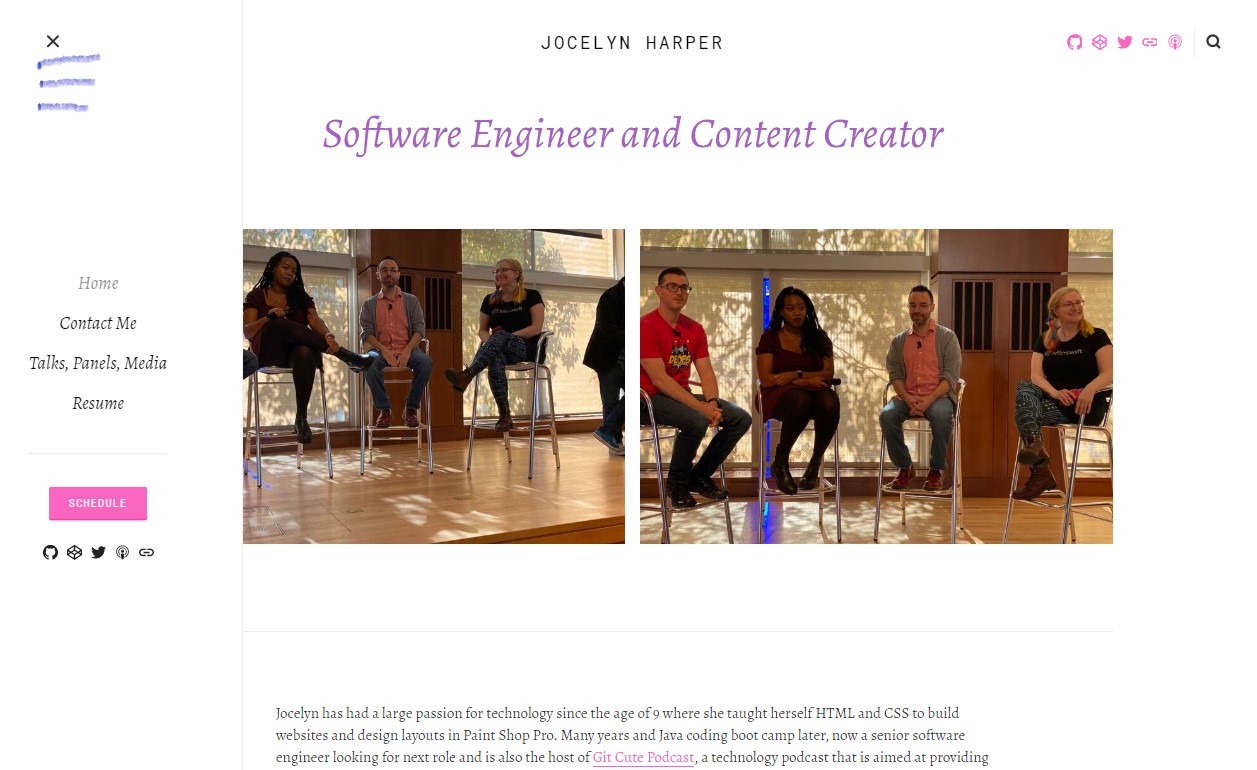 JOCELYN HARPER
Software Engineer and Content Creator
Home
Contact Me
Talks, Panels, Media
Resume
SCHEDULE
Jocelyn has had a large passion for technology since the age of 9 where she taught herself HTML and CSS to build
websites and design layouts in Paint Shop Pro. Many years and Java coding boot camp later, now a senior software
engineer looking for next role and is also the host of Git Cute Podcast, a technology podcast that is aimed at providing